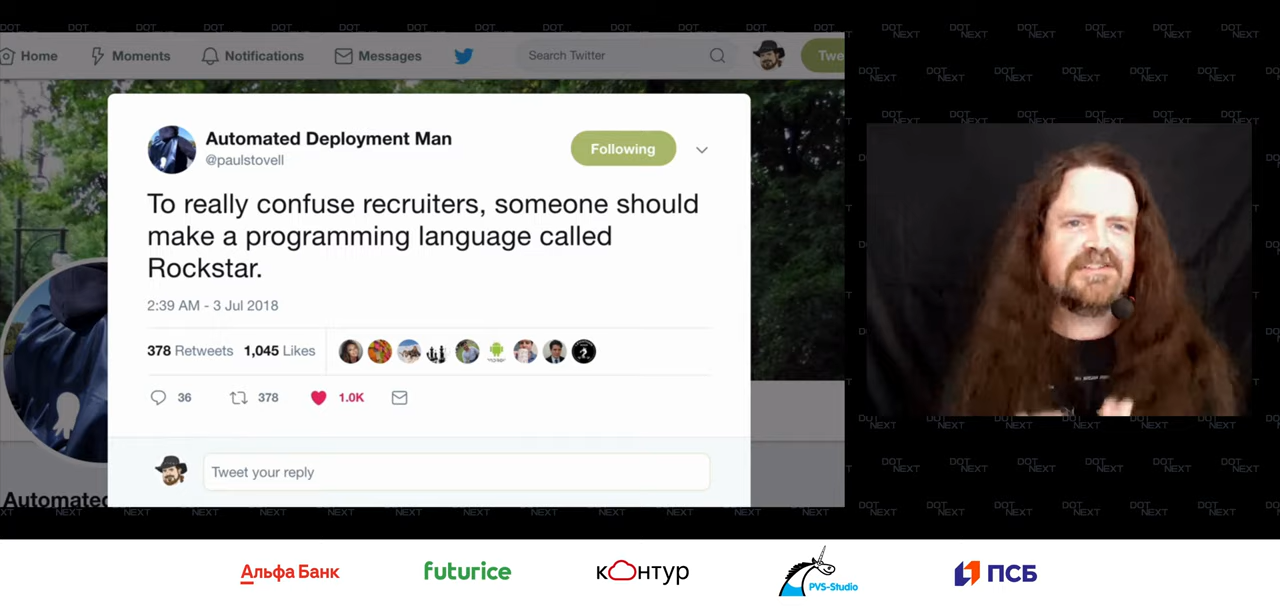 Home
Moments
Notifications
Messages
Search Twitter
Twe
Automated Deployment Man
@paulstovell
Following
To really confuse recruiters, someone should
make a programming language called
Rockstar.
2:39 AM - 3 Jul 2018
378 Retweets 1,045 Likes
36
378
1.0K
Tweet your reply
Automated
DOT
NEXT
Альфа Банк
futurice
контур
PVS-Studio
ПСБ